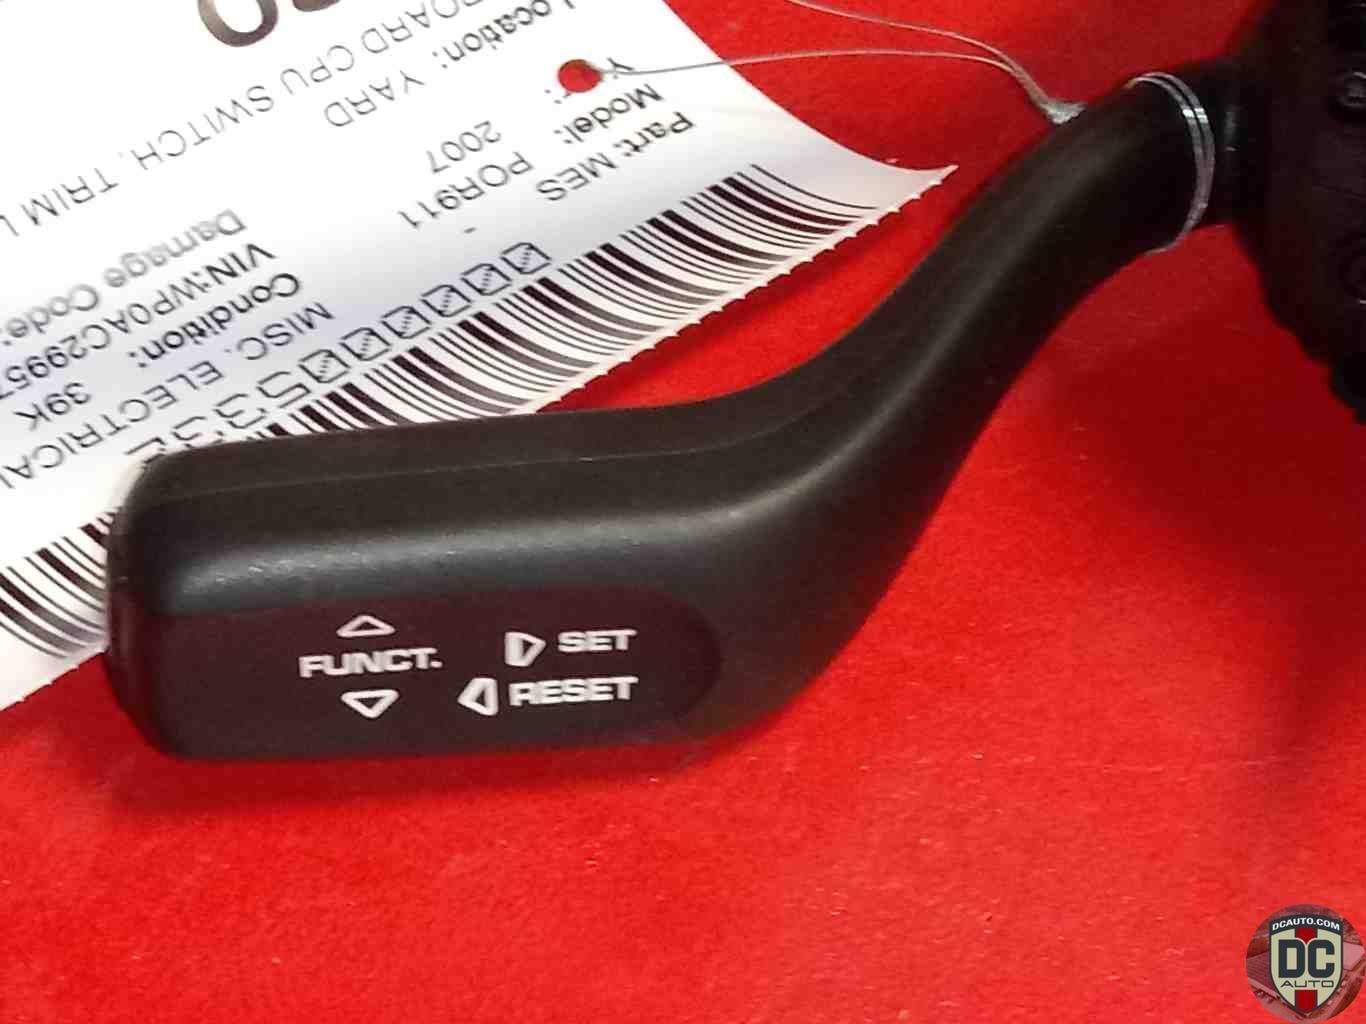 Part: MES
MISC. ELECTRICAL
Model: POR911
Condition: 39K
2007
VIN:WP0AC2995
Damage Code:
Location: YARD
BOARD CPU SWITCH, TRIM
FUNCT.
SET
RESET
DCAUTO.COM
DC
AUTO